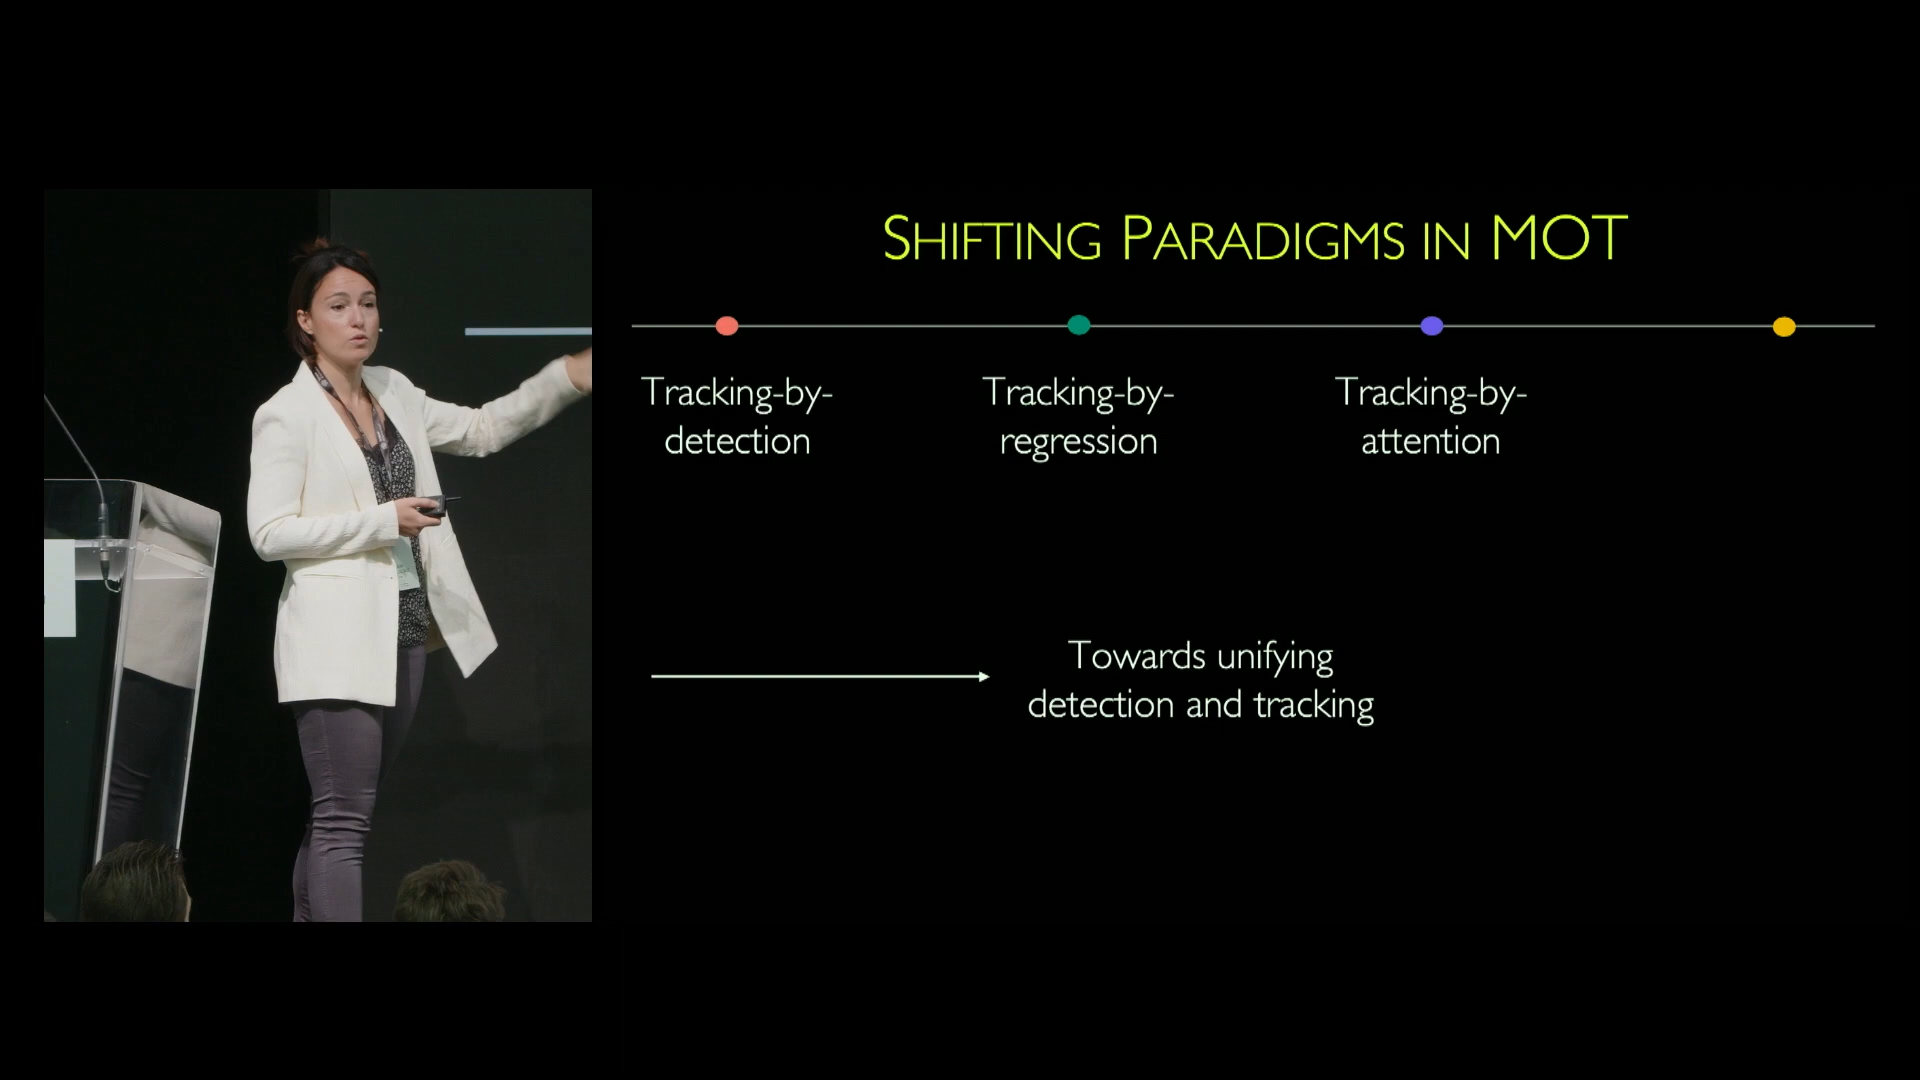 SHIFTING PARADIGMS IN MOT
Tracking-by-
detection
Tracking-by-
regression
Tracking-by-
attention
Towards unifying
detection and tracking